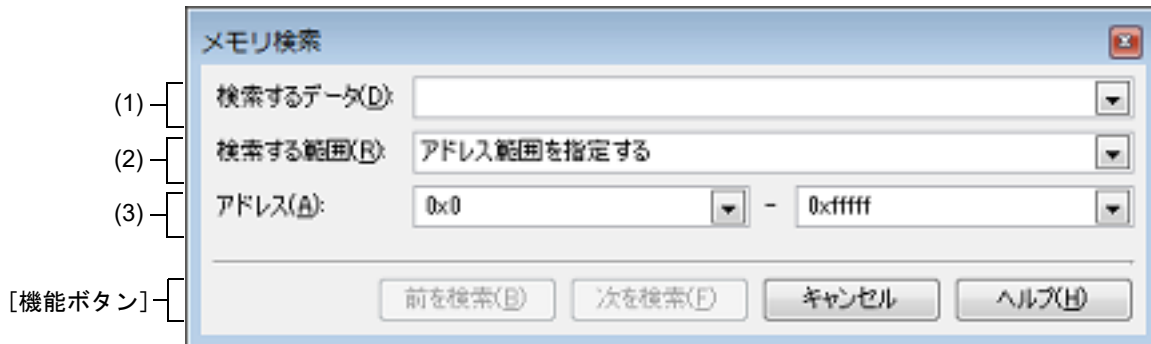 メモリ検索
(1) 検索するデータ(D):
(2) 検索する範囲(R): アドレス範囲を指定する
(3) アドレス(A): 0x0 - 0xfffff
[機能ボタン] 前を検索(B) 次を検索(F) キャンセル ヘルプ(H)